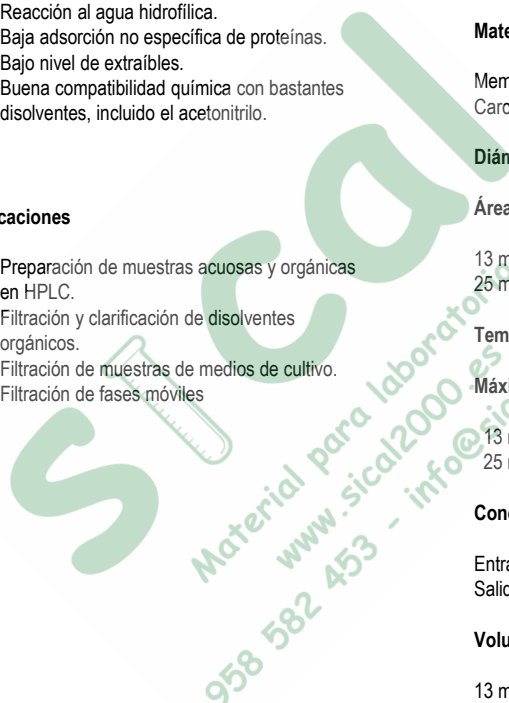 Reacción al agua hidrofílica.
Baja adsorción no específica de proteínas.
Bajo nivel de extraíbles.
Buena compatibilidad química con bastantes
disolventes, incluido el acetonitrilo.
caciones
Preparación de muestras acuosas y orgánicas
en HPLC.
Filtración y clarificación de disolventes
orgánicos.
Filtración de muestras de medios de cultivo.
Filtración de fases móviles
Mate
Mem
Carc
Diám
Área
13 m
25 m
Tem
Máxi
13 m
25 m
Cone
Entra
Salid
Volu
13 m
sical
Material para laboratorio
www.sical2000.es
958 582 453 - info@sic